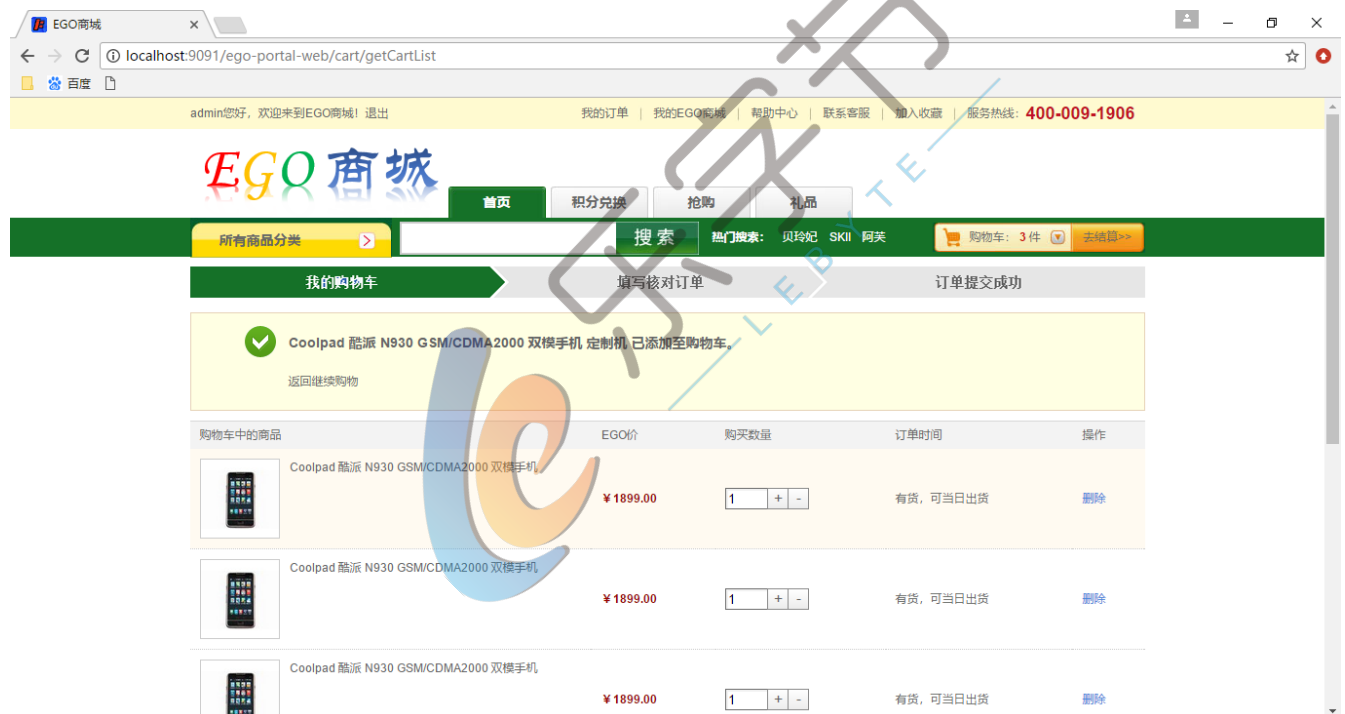 EGO商城
localhost:9091/ego-portal-web/cart/getCartList
百度
admin您好，欢迎来到EGO商城！退出 我的订单 | 我的EGO商城 | 帮助中心 | 联系客服 | 加入收藏 | 服务热线：400-009-1906
EGO商城
首页 积分兑换 抢购 礼品
所有商品分类 搜 索 热门搜索： 贝玲妃 SKII 阿芙 购物车：3件 去结算>>
我的购物车 填写核对订单 订单提交成功
Coolpad 酷派 N930 GSM/CDMA2000 双模手机 定制机 已添加至购物车。
返回继续购物
购物车中的商品 EGO价 购买数量 订单时间 操作
Coolpad 酷派 N930 GSM/CDMA2000 双模手机
¥1899.00 1 + - 有货，可当日出货 删除
Coolpad 酷派 N930 GSM/CDMA2000 双模手机
¥1899.00 1 + - 有货，可当日出货 删除
Coolpad 酷派 N930 GSM/CDMA2000 双模手机
¥1899.00 1 + - 有货，可当日出货 删除
乐字节
LEBYTE